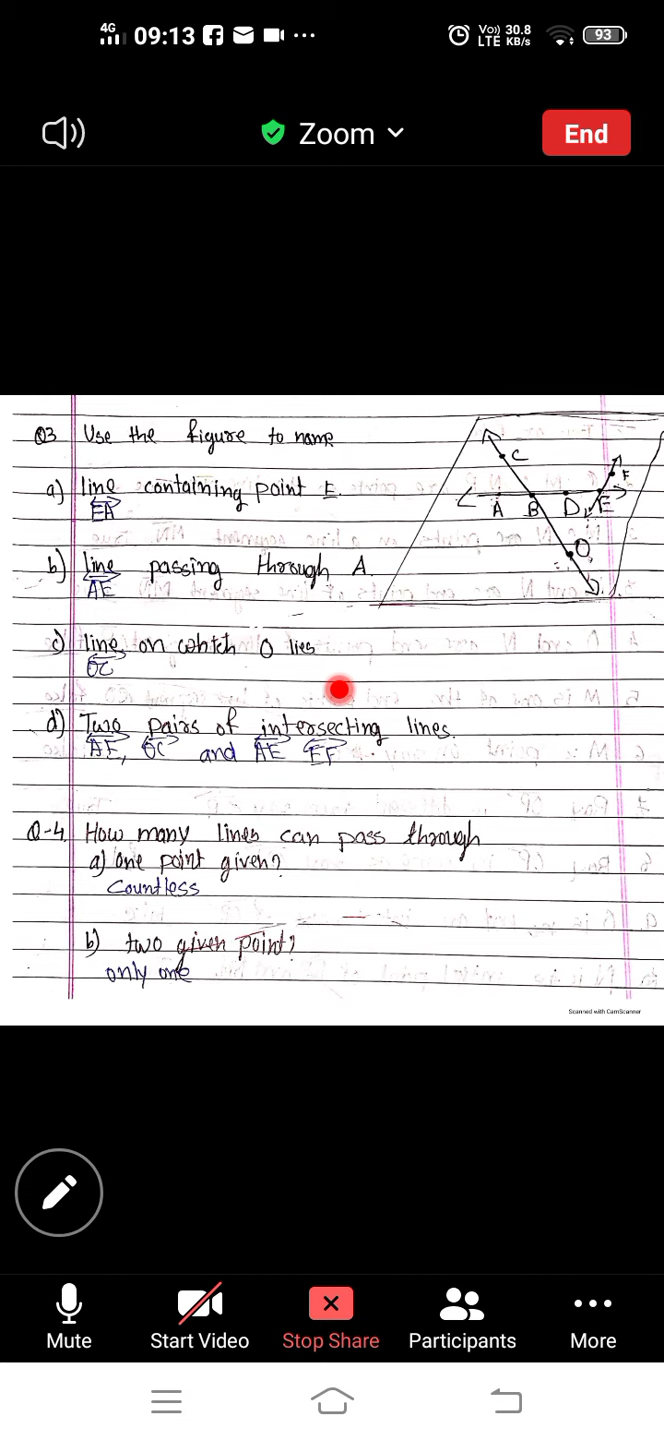 4G 09:13 Vo)) LTE 30.8 KB/s 93
Zoom End
Q3 Use the figure to name
a) line containing point E.
EA
b) line passing through A.
AE
c) line on whtch O lies
OC
d) Two pairs of intersecting lines.
AE, OC and AE EF
C
F
A B D E
O
Q-4 How many lines can pass through
a) one point given?
Countless
b) two given point?
only one
Scanned with CamScanner
Mute Start Video Stop Share Participants More